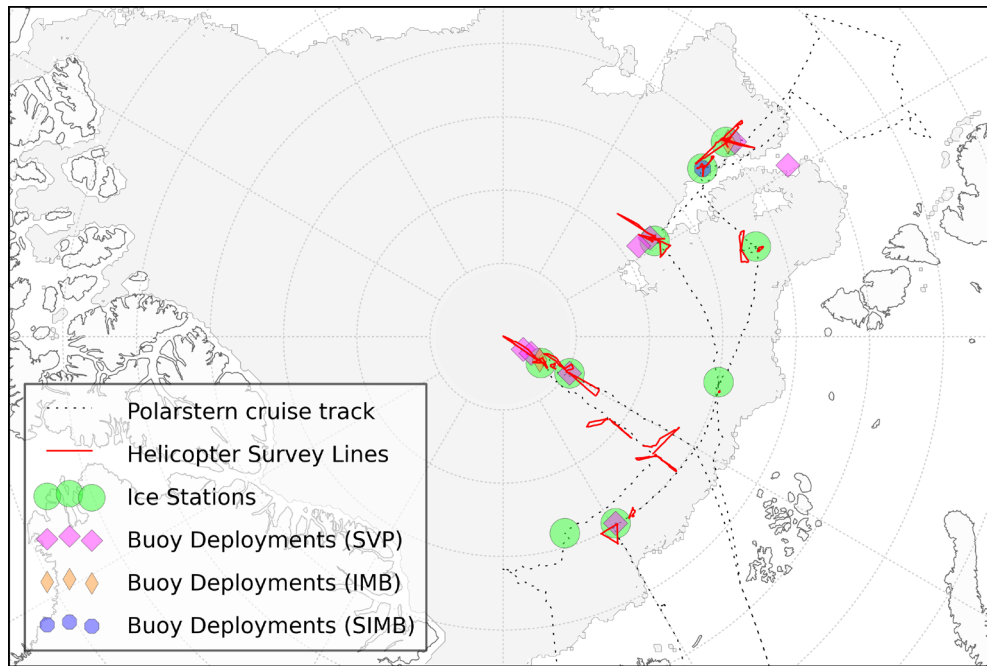 Polarstern cruise track
Helicopter Survey Lines
Ice Stations
Buoy Deployments (SVP)
Buoy Deployments (IMB)
Buoy Deployments (SIMB)